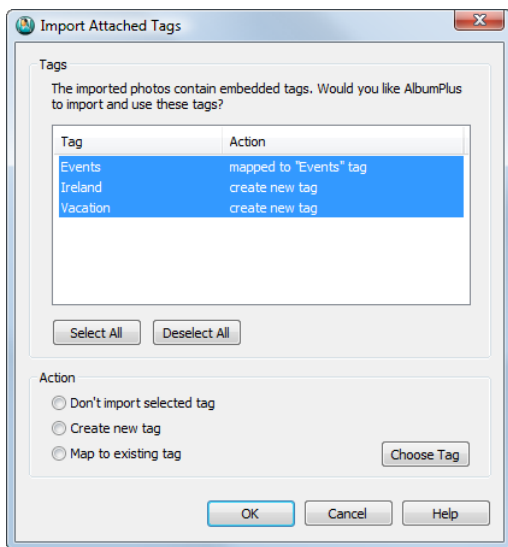 Import Attached Tags
Tags
The imported photos contain embedded tags. Would you like AlbumPlus
to import and use these tags?
Tag Action
Events mapped to "Events" tag
Ireland create new tag
Vacation create new tag
Select All Deselect All
Action
Don't import selected tag
Create new tag
Map to existing tag Choose Tag
OK Cancel Help